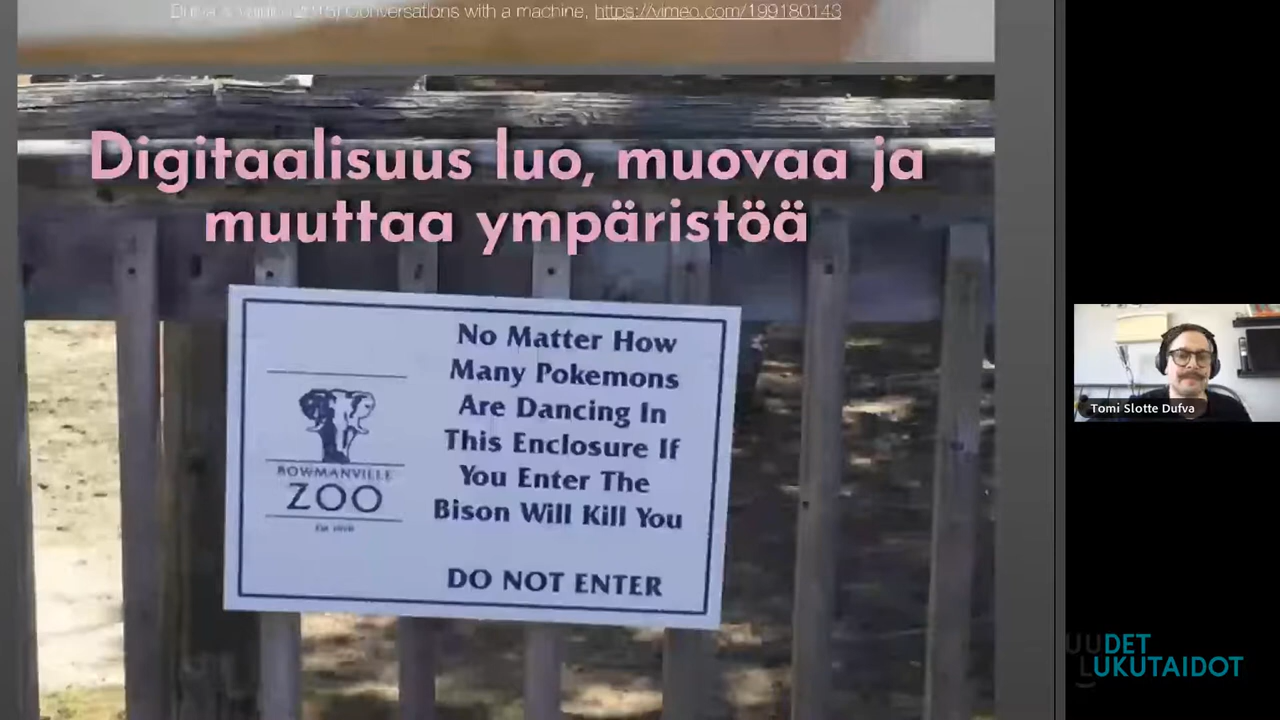 Conversations with a machine, https://vimeo.com/199180143
Digitaalisuus luo, muovaa ja
muuttaa ympäristöä
No Matter How
Many Pokemons
Are Dancing In
This Enclosure If
You Enter The
Bison Will Kill You
DO NOT ENTER
BOWMANVILLE
ZOO
Tomi Slotte Dufva
UUDET
LUKUTAIDOT